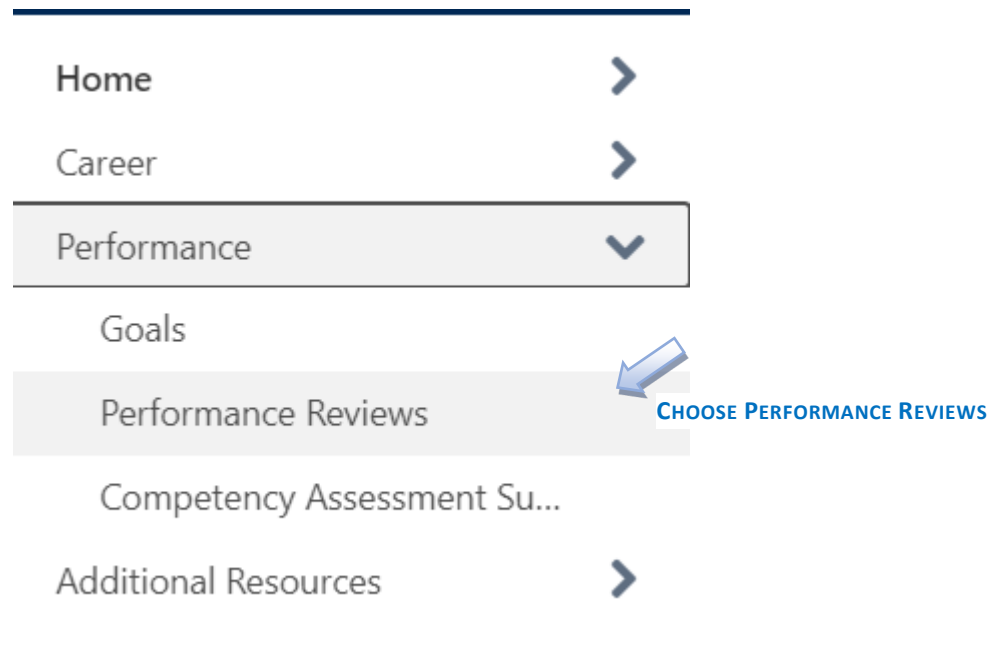 Home
Career
Performance
Goals
Performance Reviews
CHOOSE PERFORMANCE REVIEWS
Competency Assessment Su...
Additional Resources